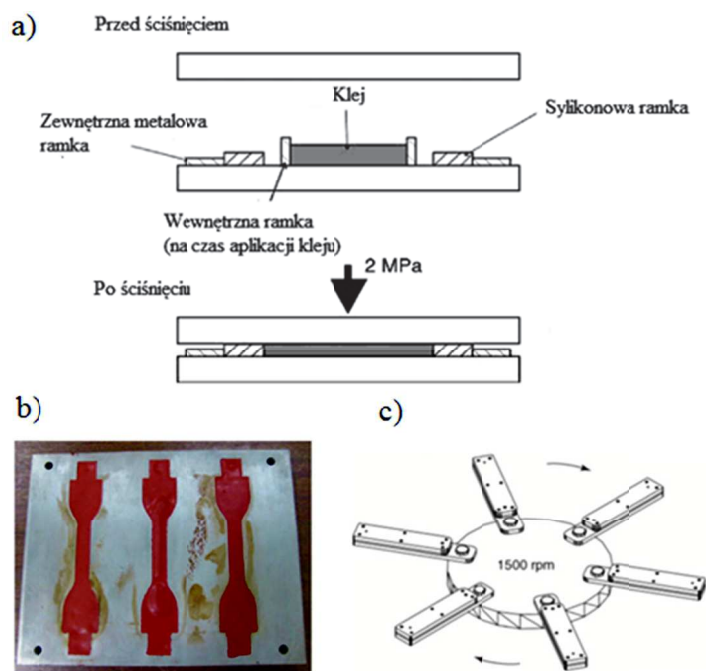 a)
Przed ściśnięciem
Klej
Sylikonowa ramka
Zewnętrzna metalowa
ramka
Wewnętrzna ramka
(na czas aplikacji kleju)
2 MPa
Po ściśnięciu
b)
c)
1500 rpm